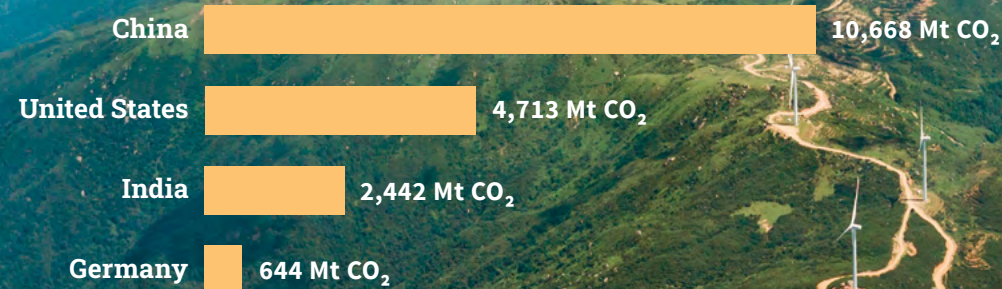 China 10,668 Mt CO₂
United States 4,713 Mt CO₂
India 2,442 Mt CO₂
Germany 644 Mt CO₂